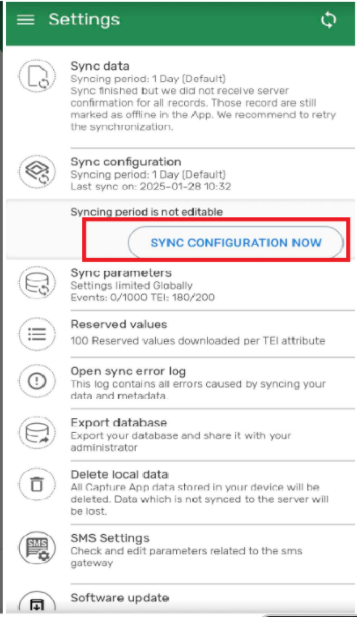 Settings
Sync data
Syncing period: 1 Day (Default)
Sync finished but we did not receive server
confirmation for all records. Those record are still
marked as offline in the App. We recommend to retry
the synchronization.
Sync configuration
Syncing period: 1 Day (Default)
Last sync on: 2025-01-28 10:32
Syncing period is not editable
SYNC CONFIGURATION NOW
Sync parameters
Settings limited Globally
Events: 0/1000 TEI: 180/200
Reserved values
100 Reserved values downloaded per TEI attribute
Open sync error log
This log contains all errors caused by syncing your
data and metadata.
Export database
Export your database and share it with your
administrator
Delete local data
All Capture App data stored in your device will be
deleted. Data which is not synced to the server will
be lost.
SMS
SMS Settings
Check and edit parameters related to the sms
gateway
Software update